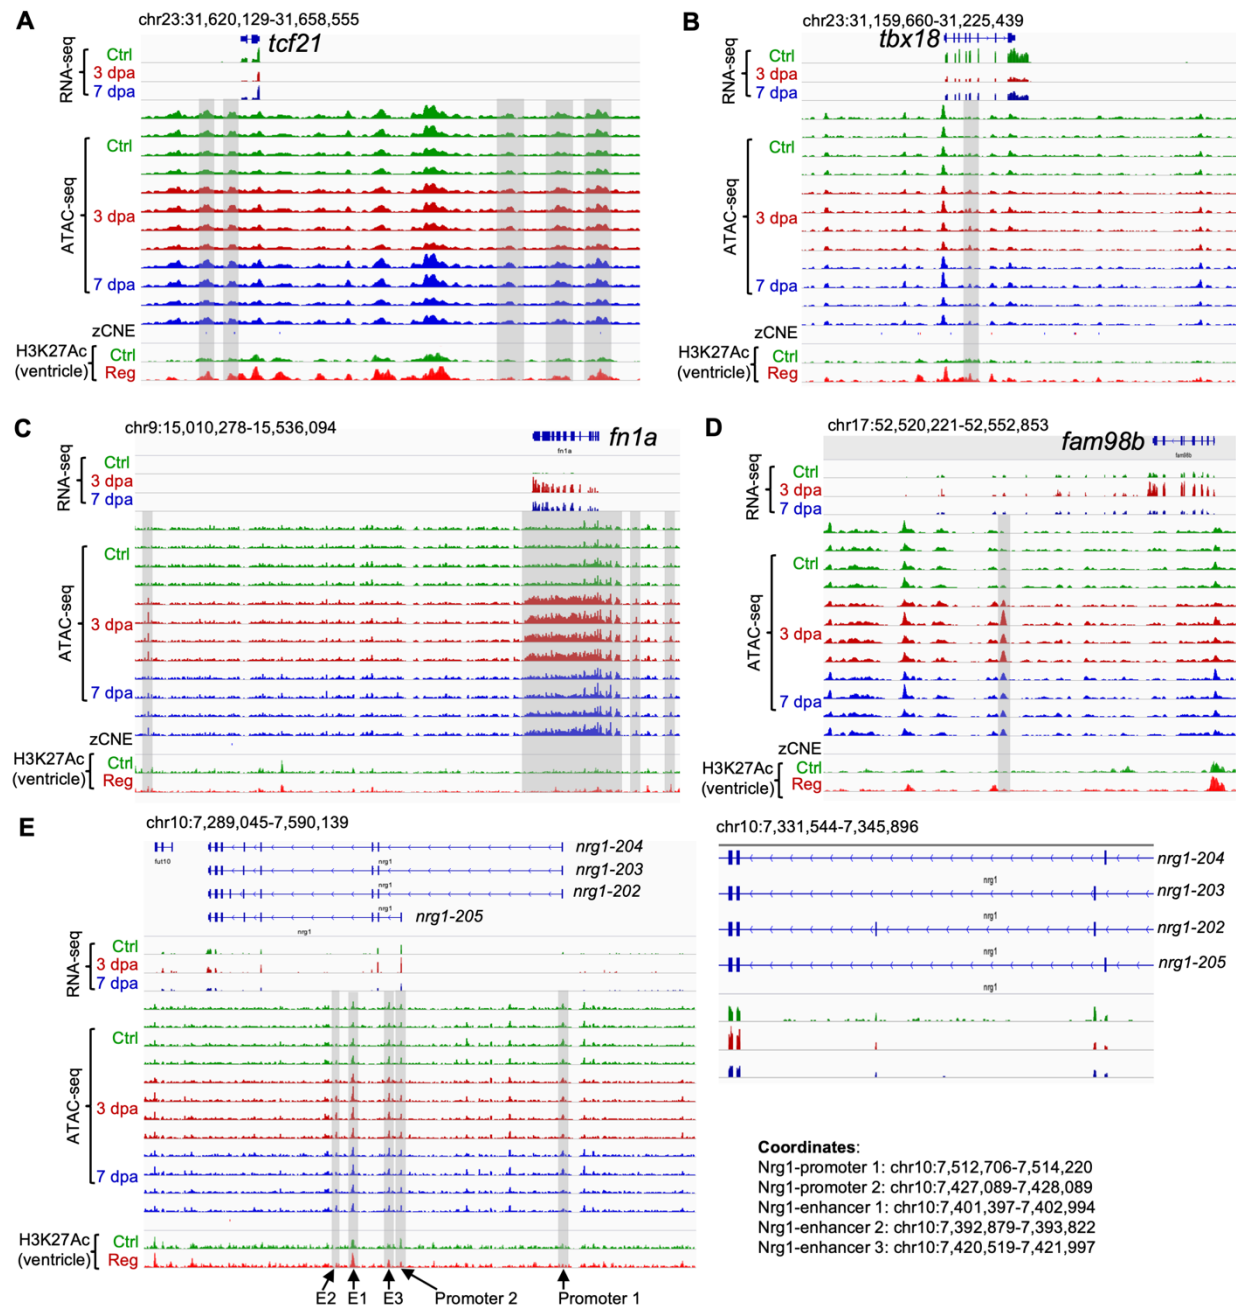 A
chr23:31,620,129-31,658,555
tcf21
RNA-seq
Ctrl
3 dpa
7 dpa
ATAC-seq
Ctrl
3 dpa
7 dpa
zCNE
H3K27Ac
(ventricle)
Ctrl
Reg
B
chr23:31,159,660-31,225,439
tbx18
RNA-seq
Ctrl
3 dpa
7 dpa
ATAC-seq
Ctrl
3 dpa
7 dpa
zCNE
H3K27Ac
(ventricle)
Ctrl
Reg
C
chr9:15,010,278-15,536,094
fn1a
fn1a
RNA-seq
Ctrl
3 dpa
7 dpa
ATAC-seq
Ctrl
3 dpa
7 dpa
zCNE
H3K27Ac
(ventricle)
Ctrl
Reg
D
chr17:52,520,221-52,552,853
fam98b
fam98b
RNA-seq
Ctrl
3 dpa
7 dpa
ATAC-seq
Ctrl
3 dpa
7 dpa
zCNE
H3K27Ac
(ventricle)
Ctrl
Reg
E
chr10:7,289,045-7,590,139
nrg1-204
fut10
nrg1
nrg1-203
nrg1
nrg1-202
nrg1
nrg1-205
nrg1
RNA-seq
Ctrl
3 dpa
7 dpa
ATAC-seq
Ctrl
3 dpa
7 dpa
H3K27Ac
(ventricle)
Ctrl
Reg
E2
E1
E3
Promoter 2
Promoter 1
chr10:7,331,544-7,345,896
nrg1-204
nrg1
nrg1-203
nrg1
nrg1-202
nrg1
nrg1-205
nrg1
Coordinates:
Nrg1-promoter 1: chr10:7,512,706-7,514,220
Nrg1-promoter 2: chr10:7,427,089-7,428,089
Nrg1-enhancer 1: chr10:7,401,397-7,402,994
Nrg1-enhancer 2: chr10:7,392,879-7,393,822
Nrg1-enhancer 3: chr10:7,420,519-7,421,997